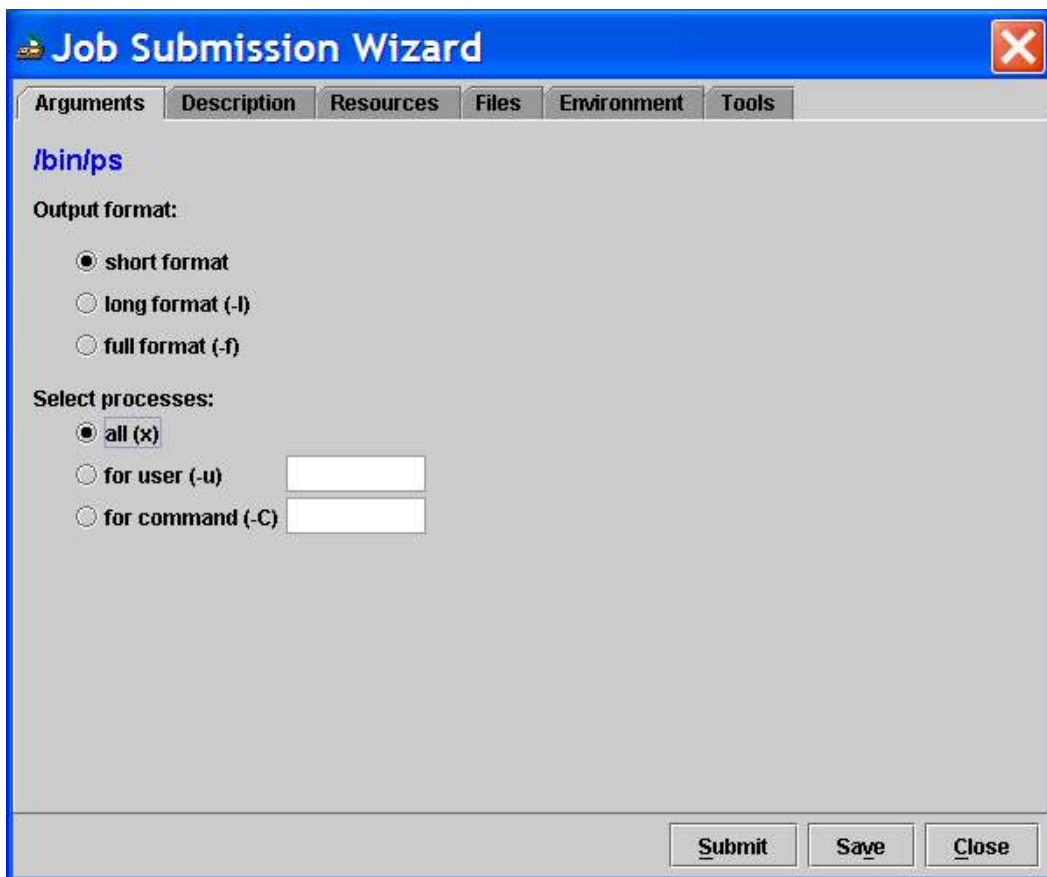 Job Submission Wizard
Arguments Description Resources Files Environment Tools
/bin/ps
Output format:
short format
long format (-l)
full format (-f)
Select processes:
all (x)
for user (-u)
for command (-C)
Submit Save Close